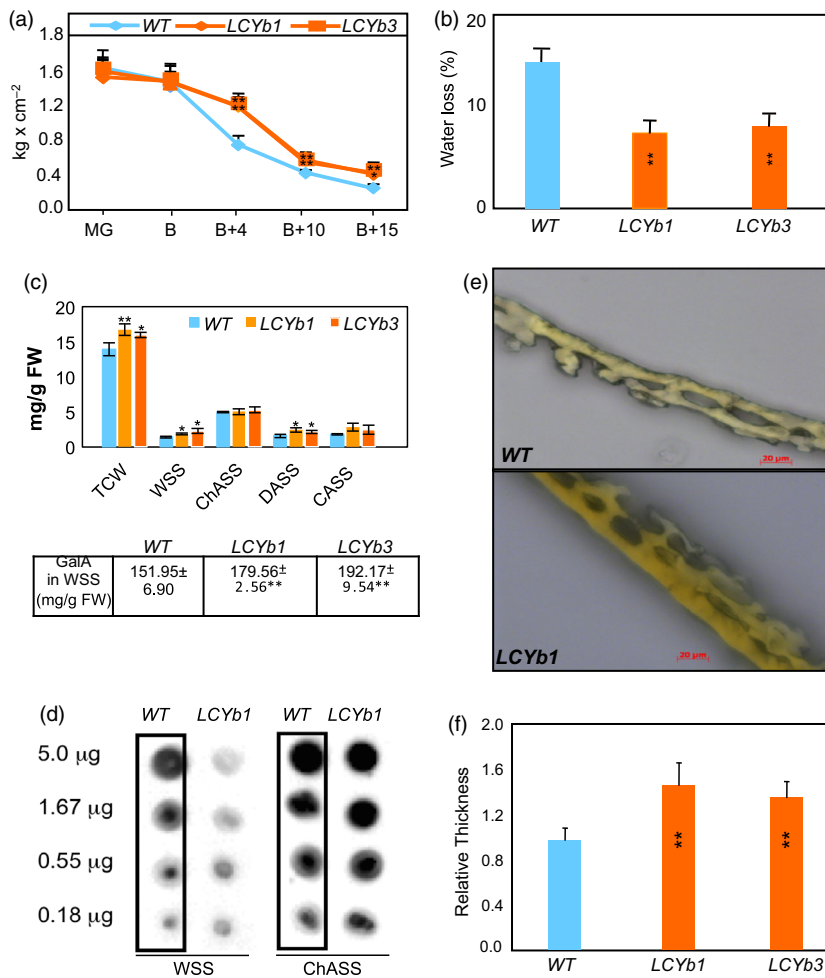 (a)
WT LCYb1 LCYb3
kg x cm⁻²
1.8
1.6
1.2
0.8
0.4
0.0
MG B B+4 B+10 B+15
** ** ** ** ** *
(b)
Water loss (%)
20
10
0
** **
WT LCYb1 LCYb3
(c)
WT LCYb1 LCYb3
mg/g FW
20
15
10
5
0
** * * * * *
TCW WSS ChASS DASS CASS
WT LCYb1 LCYb3
GalA in WSS (mg/g FW)
151.95± 6.90
179.56± 2.56**
192.17± 9.54**
(d)
WT LCYb1 WT LCYb1
5.0 µg
1.67 µg
0.55 µg
0.18 µg
WSS ChASS
(e)
WT
20 µm
LCYb1
20 µm
(f)
Relative Thickness
2.0
1.6
1.2
0.8
1.4
0.0
** **
WT LCYb1 LCYb3